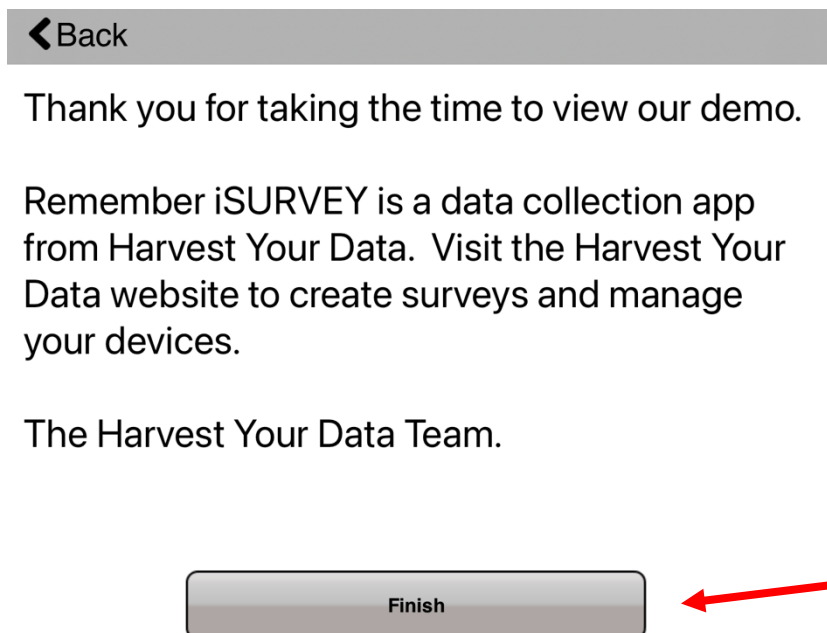 Back
Thank you for taking the time to view our demo.
Remember iSURVEY is a data collection app
from Harvest Your Data.  Visit the Harvest Your
Data website to create surveys and manage
your devices.
The Harvest Your Data Team.
Finish